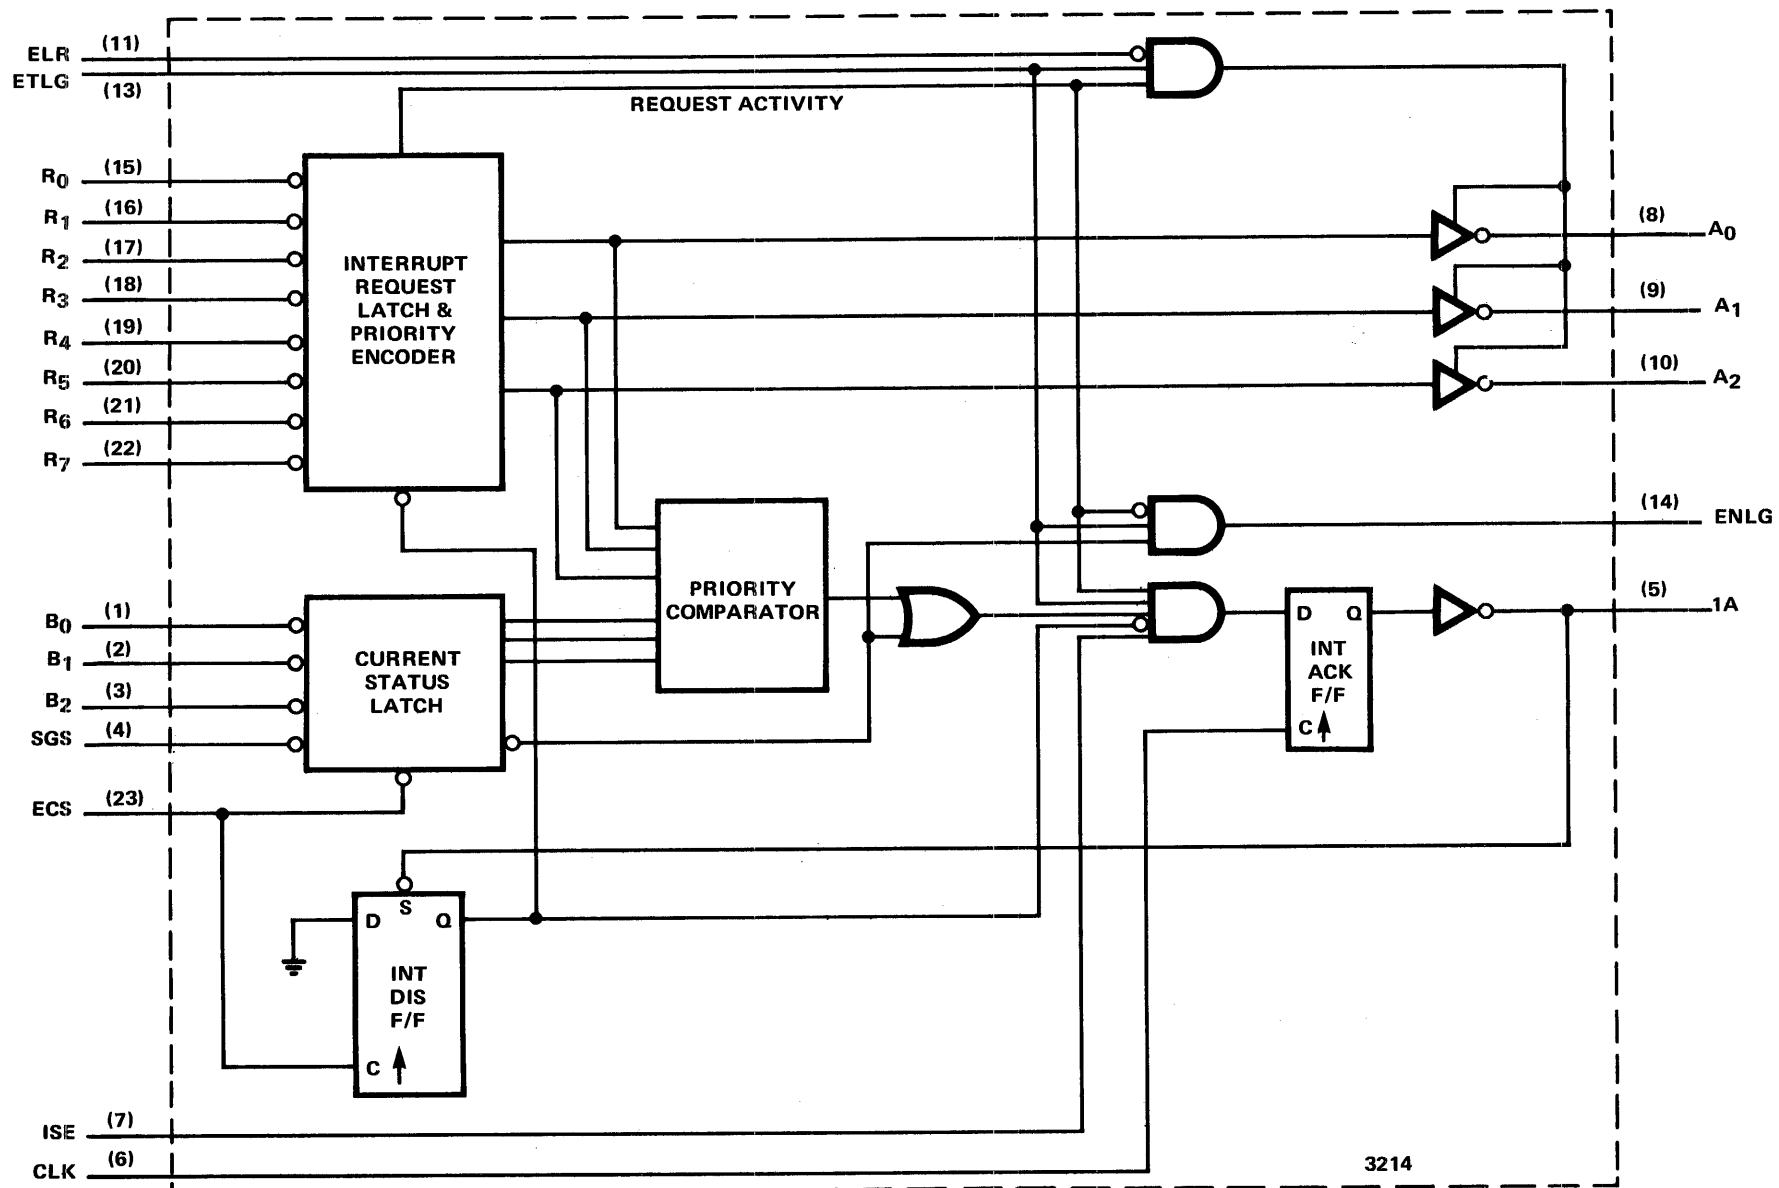 ELR (11)
ETLG (13)
REQUEST ACTIVITY
R0 (15)
R1 (16)
R2 (17)
R3 (18)
R4 (19)
R5 (20)
R6 (21)
R7 (22)
INTERRUPT
REQUEST
LATCH &
PRIORITY
ENCODER
(8) A0
(9) A1
(10) A2
(14) ENLG
(5) 1A
PRIORITY
COMPARATOR
B0 (1)
B1 (2)
B2 (3)
SGS (4)
CURRENT
STATUS
LATCH
ECS (23)
D Q
INT
ACK
F/F
C
S
D Q
INT
DIS
F/F
C
ISE (7)
CLK (6)
3214